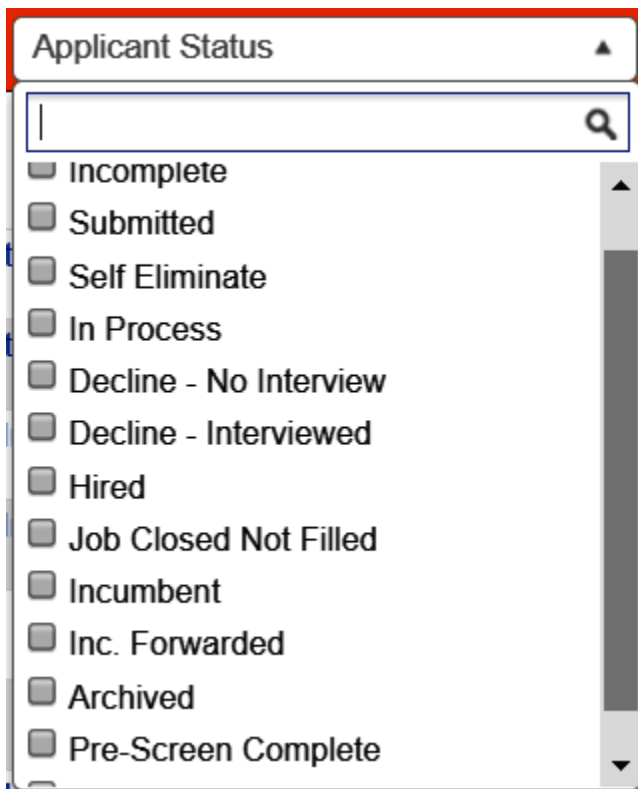 Applicant Status
Incomplete
Submitted
Self Eliminate
In Process
Decline - No Interview
Decline - Interviewed
Hired
Job Closed Not Filled
Incumbent
Inc. Forwarded
Archived
Pre-Screen Complete